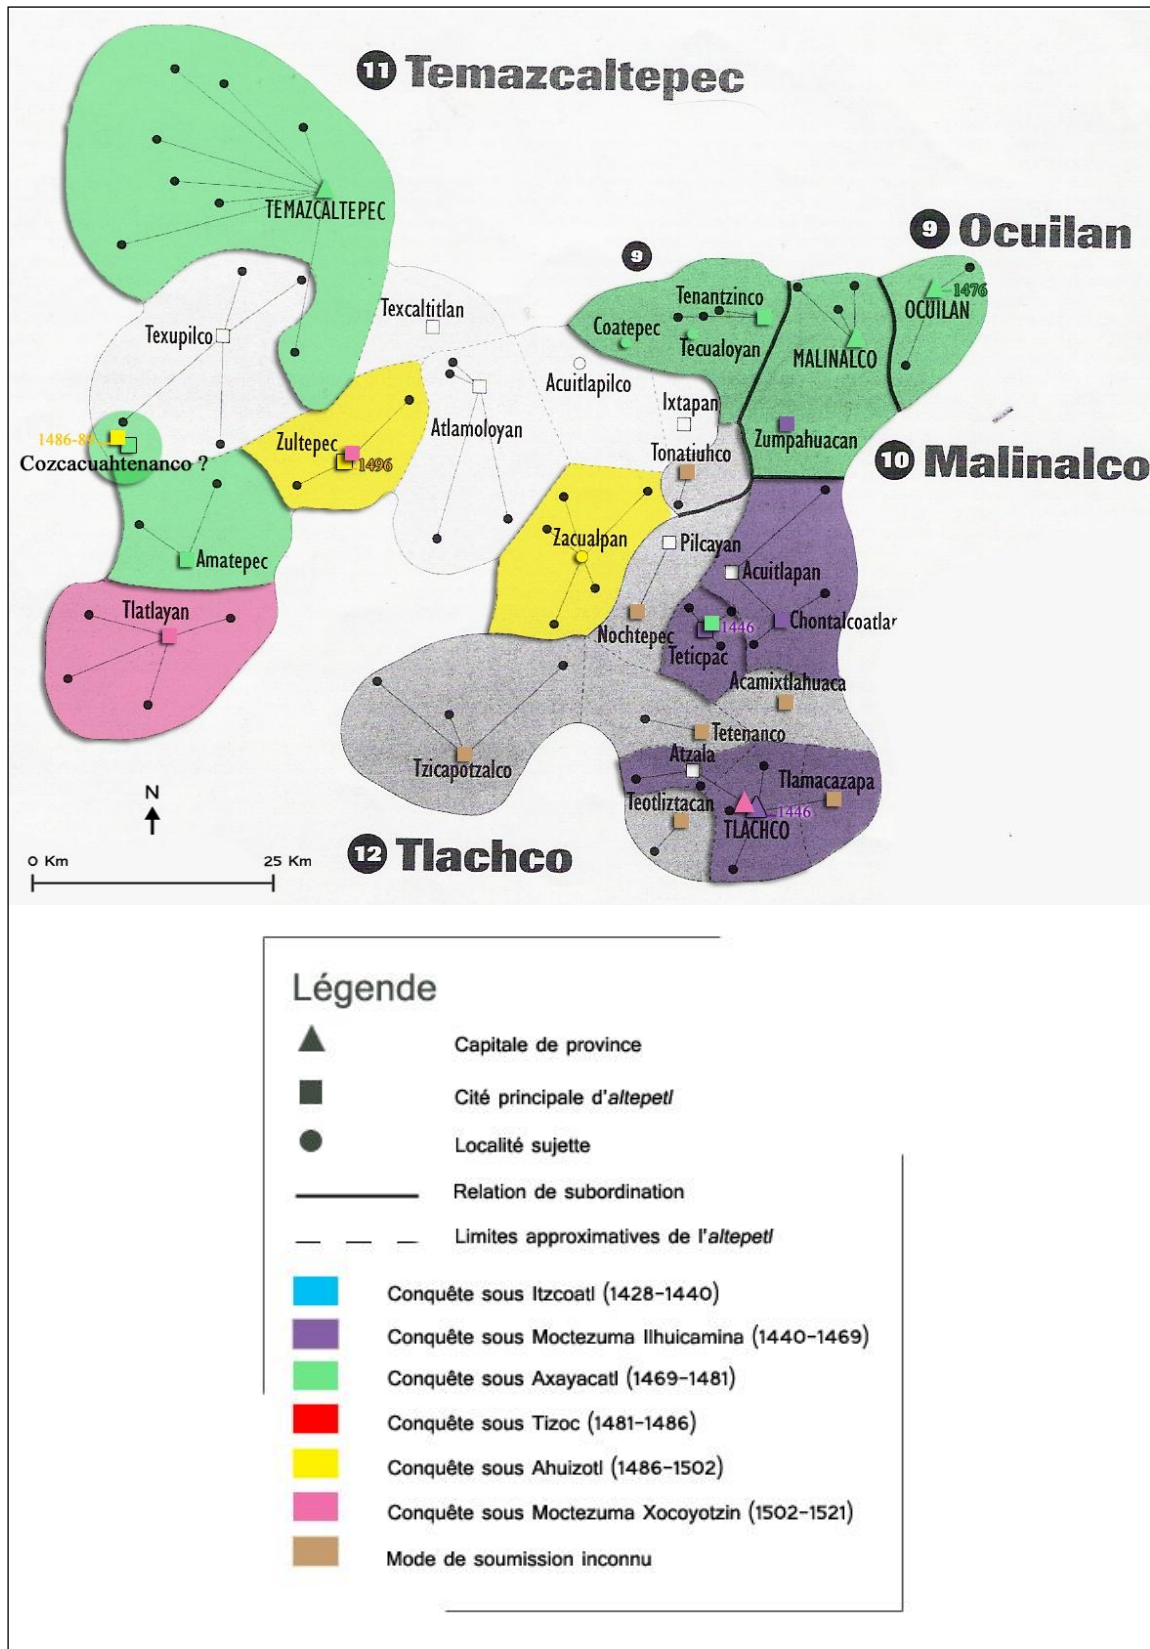 11 Temazcaltepec
TEMAZCALTEPEC
9
9 Ocuilan
Texcaltitlan
Tenantzinco
1476
OCUILAN
Texupilco
Coatepec
Tecualoyan
MALINALCO
Acuitlapilco
Ixtapan
Atlamoloyan
1486-8
Zultepec
Zumpahuacan
Cozcacuahtenanco ?
1496
Tonatiuhco
10 Malinalco
Zacualpan
Pilcayan
Amatepec
Acuitlapan
Tlatlayan
Nochtepec
1446
Chontalcoatlar
Teticpac
Acamixtlahuaca
Tetenanco
Tzicapotzalco
Atzala
Tlamacazapa
N
Teotliztacan
1446
TLACHCO
0 Km
25 Km
12 Tlachco
Légende
Capitale de province
Cité principale d'altepetl
Localité sujette
Relation de subordination
Limites approximatives de l'altepetl
Conquête sous Itzcoatl (1428-1440)
Conquête sous Moctezuma Ilhuicamina (1440-1469)
Conquête sous Axayacatl (1469-1481)
Conquête sous Tizoc (1481-1486)
Conquête sous Ahuizotl (1486-1502)
Conquête sous Moctezuma Xocoyotzin (1502-1521)
Mode de soumission inconnu